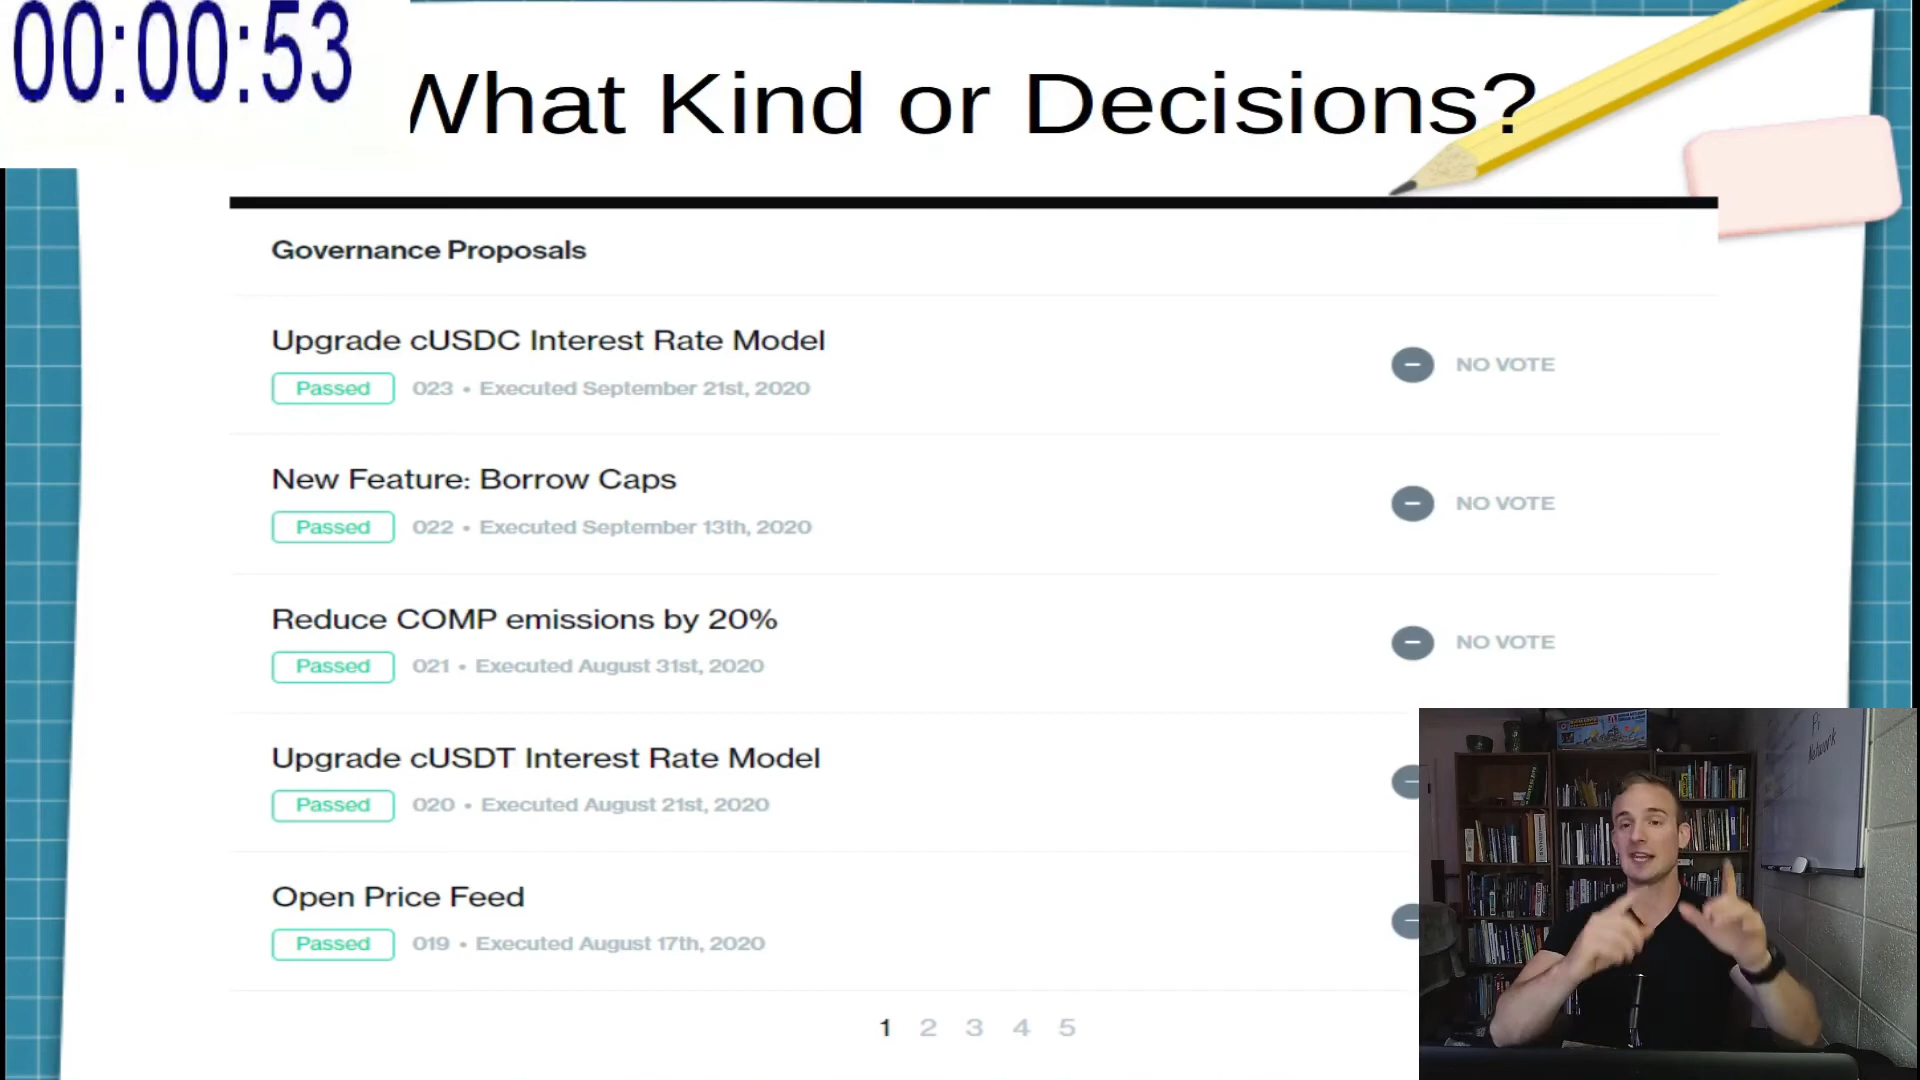 00:00:53
What Kind or Decisions?
Governance Proposals
Upgrade cUSDC Interest Rate Model
Passed 023 • Executed September 21st, 2020
NO VOTE
New Feature: Borrow Caps
Passed 022 • Executed September 13th, 2020
NO VOTE
Reduce COMP emissions by 20%
Passed 021 • Executed August 31st, 2020
NO VOTE
Upgrade cUSDT Interest Rate Model
Passed 020 • Executed August 21st, 2020
Open Price Feed
Passed 019 • Executed August 17th, 2020
1 2 3 4 5
Pi
Network